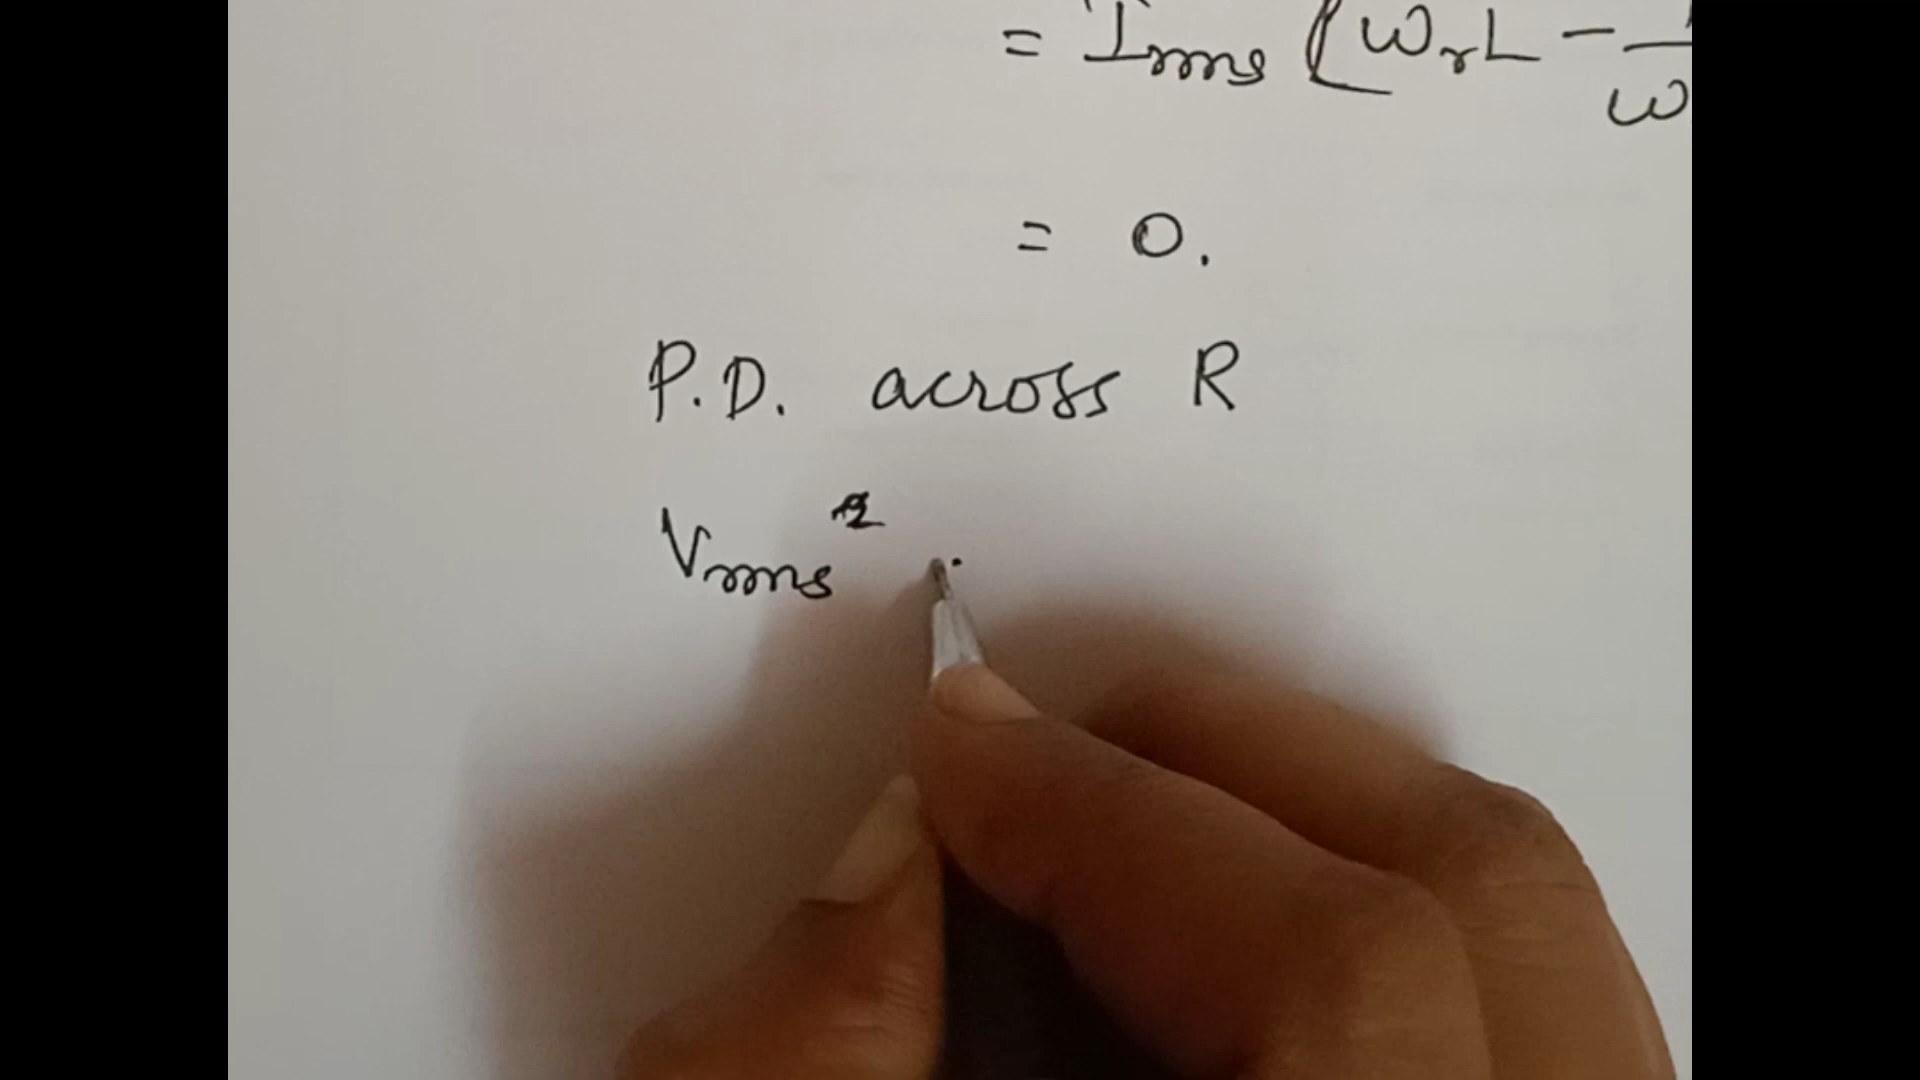 = Irms (ωrL - 
ω
= 0.
P.D. across R
Vrms